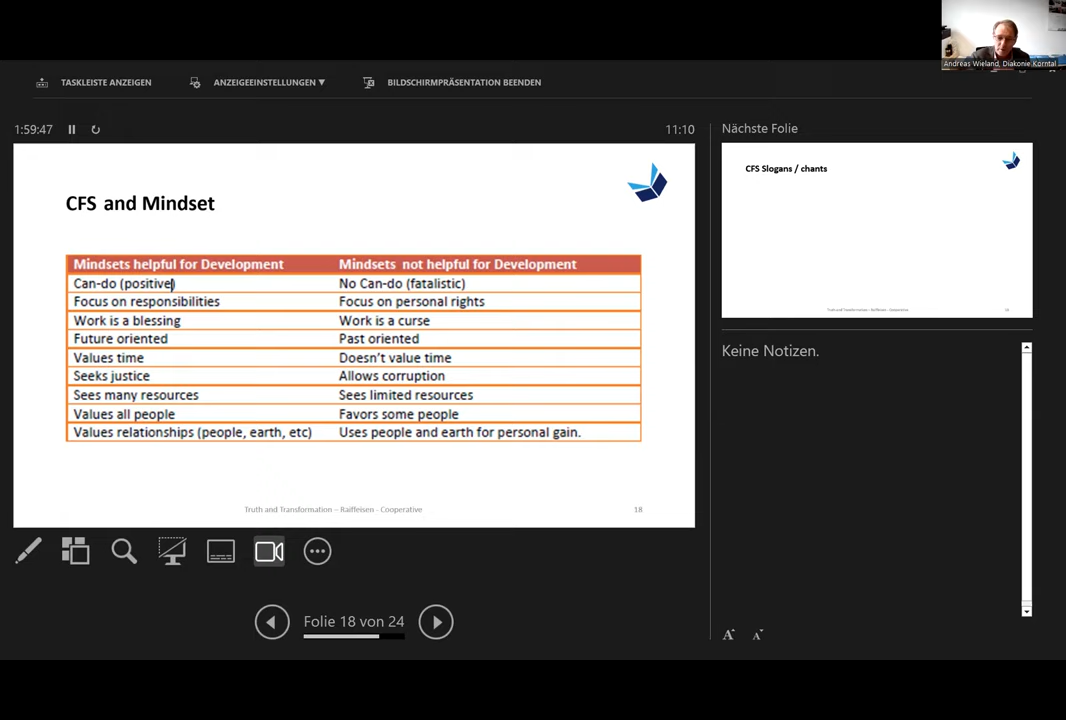 Andreas Wieland, Diakonie Korntal
TASKLEISTE ANZEIGEN ANZEIGEEINSTELLUNGEN ▼ BILDSCHIRMPRÄSENTATION BEENDEN
1:59:47 11:10 Nächste Folie
CFS and Mindset
Mindsets helpful for Development Mindsets not helpful for Development
Can-do (positive) No Can-do (fatalistic)
Focus on responsibilities Focus on personal rights
Work is a blessing Work is a curse
Future oriented Past oriented
Values time Doesn't value time
Seeks justice Allows corruption
Sees many resources Sees limited resources
Values all people Favors some people
Values relationships (people, earth, etc) Uses people and earth for personal gain.
Truth and Transformation – Raiffeisen - Cooperative 18
CFS Slogans / chants
Truth and Transformation – Raiffeisen - Cooperative
Keine Notizen.
Folie 18 von 24
A A